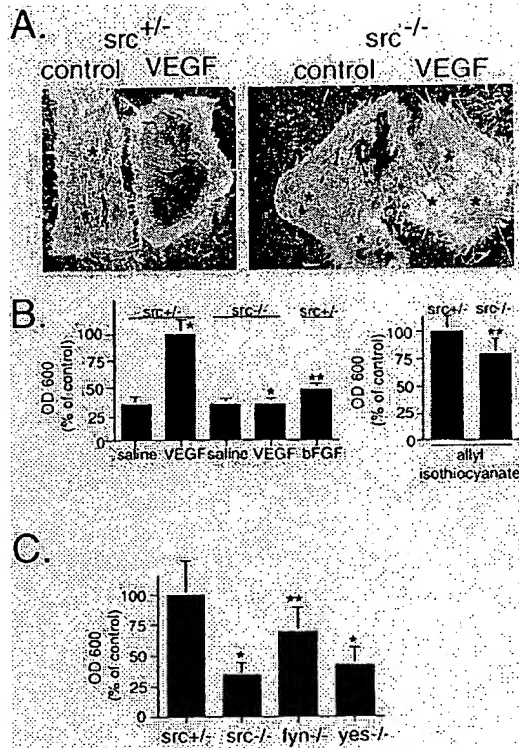 A.
src+/- src-/-
control VEGF control VEGF
B.
src+/- src-/- src+/- src+/- src-/-
OD 600
(% of control)
100
75
50
25
0
* * **
saline VEGF saline VEGF bFGF
OD 600
(% of control)
100
75
50
25
0
**
allyl
isothiocyanate
C.
OD 600
(% of control)
100
75
50
25
0
* ** *
src+/- src-/- fyn-/- yes-/-